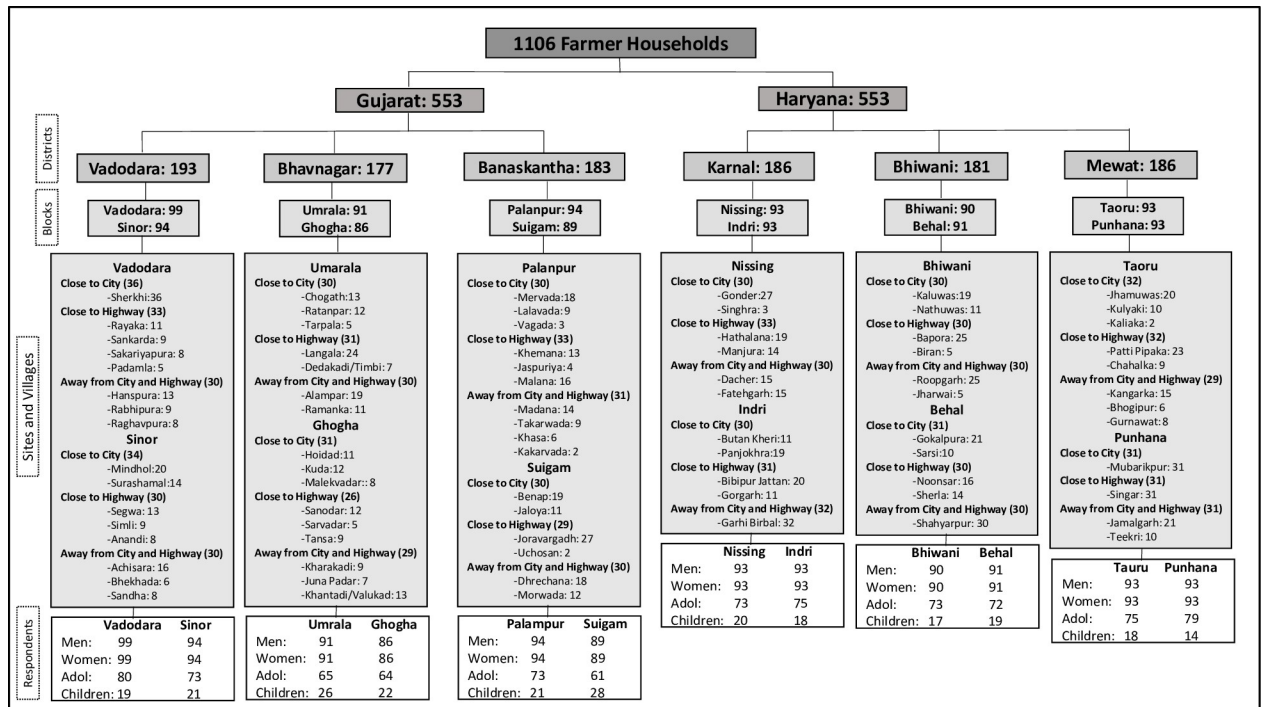 1106 Farmer Households
Gujarat: 553
Haryana: 553
Districts
Vadodara: 193
Bhavnagar: 177
Banaskantha: 183
Karnal: 186
Bhiwani: 181
Mewat: 186
Blocks
Vadodara: 99
Sinor: 94
Umrala: 91
Ghogha: 86
Palanpur: 94
Suigam: 89
Nissing: 93
Indri: 93
Bhiwani: 90
Behal: 91
Taoru: 93
Punhana: 93
Sites and Villages
Vadodara
Close to City (36)
-Sherkhi:36
Close to Highway (33)
-Rayaka: 11
-Sankarda: 9
-Sakariyapura: 8
-Padamla: 5
Away from City and Highway (30)
-Hanspura: 13
-Rabhipura: 9
-Raghavpura: 8
Sinor
Close to City (34)
-Mindhol:20
-Surashamal:14
Close to Highway (30)
-Segwa: 13
-Simli: 9
-Anandi: 8
Away from City and Highway (30)
-Achisara: 16
-Bhekhada: 6
-Sandha: 8
Umarala
Close to City (30)
-Chogath:13
-Ratanpar: 12
-Tarpala: 5
Close to Highway (31)
-Langala: 24
-Dedakadi/Timbi: 7
Away from City and Highway (30)
-Alampar: 19
-Ramanka: 11
Ghogha
Close to City (31)
-Hoidad:11
-Kuda:12
-Malekvadar:: 8
Close to Highway (26)
-Sanodar: 12
-Sarvadar: 5
-Tansa: 9
Away from City and Highway (29)
-Kharakadi: 9
-Juna Padar: 7
-Khantadi/Valukad: 13
Palanpur
Close to City (30)
-Mervada:18
-Lalavada: 9
-Vagada: 3
Close to Highway (33)
-Khemana: 13
-Jaspuriya: 4
-Malana: 16
Away from City and Highway (31)
-Madana: 14
-Takarwada: 9
-Khasa: 6
-Kakarvada: 2
Suigam
Close to City (30)
-Benap:19
-Jaloya: 11
Close to Highway (29)
-Joravargadh: 27
-Uchosan: 2
Away from City and Highway (30)
-Dhrechana: 18
-Morwada: 12
Nissing
Close to City (30)
-Gonder:27
-Singhra: 3
Close to Highway (33)
-Hathalana: 19
-Manjura: 14
Away from City and Highway (30)
-Dacher: 15
-Fatehgarh: 15
Indri
Close to City (30)
-Butan Kheri:11
-Panjokhra:19
Close to Highway (31)
-Bibipur Jattan: 20
-Gorgarh: 11
Away from City and Highway (32)
-Garhi Birbal: 32
Bhiwani
Close to City (30)
-Kaluwas:19
-Nathuwas: 11
Close to Highway (30)
-Bapora: 25
-Biran: 5
Away from City and Highway (30)
-Roopgarh: 25
-Jharwai: 5
Behal
Close to City (31)
-Gokalpura: 21
-Sarsi:10
Close to Highway (30)
-Noonsar: 16
-Sherla: 14
Away from City and Highway (30)
-Shahyarpur: 30
Taoru
Close to City (32)
-Jhamuwas:20
-Kulyaki: 10
-Kaliaka: 2
Close to Highway (32)
-Patti Pipaka: 23
-Chahalka: 9
Away from City and Highway (29)
-Kangarka: 15
-Bhogipur: 6
-Gurnawat: 8
Punhana
Close to City (31)
-Mubarikpur: 31
Close to Highway (31)
-Singar: 31
Away from City and Highway (31)
-Jamalgarh: 21
-Teekri: 10
Respondents
Vadodara Sinor
Men: 99 94
Women: 99 94
Adol: 80 73
Children: 19 21
Umrala Ghogha
Men: 91 86
Women: 91 86
Adol: 65 64
Children: 26 22
Palampur Suigam
Men: 94 89
Women: 94 89
Adol: 73 61
Children: 21 28
Nissing Indri
Men: 93 93
Women: 93 93
Adol: 73 75
Children: 20 18
Bhiwani Behal
Men: 90 91
Women: 90 91
Adol: 73 72
Children: 17 19
Tauru Punhana
Men: 93 93
Women: 93 93
Adol: 75 79
Children: 18 14